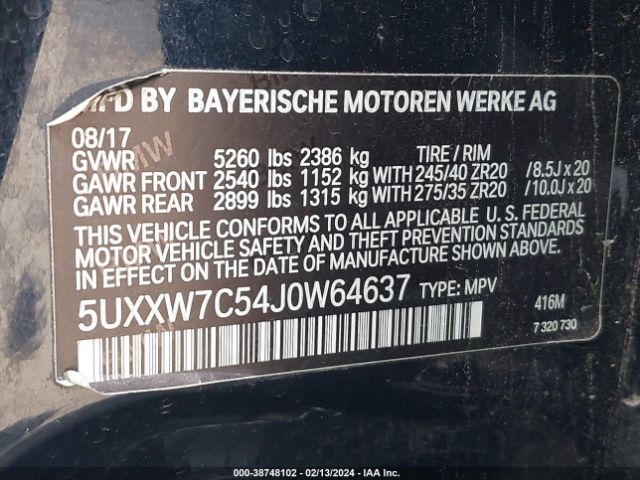 MFD BY BAYERISCHE MOTOREN WERKE AG
08/17
GVWR 5260 lbs 2386 kg TIRE / RIM
GAWR FRONT 2540 lbs 1152 kg WITH 245/40 ZR20 / 8.5J x 20
GAWR REAR 2899 lbs 1315 kg WITH 275/35 ZR20 / 10.0J x 20
THIS VEHICLE CONFORMS TO ALL APPLICABLE U. S. FEDERAL
MOTOR VEHICLE SAFETY AND THEFT PREVENTION STANDARDS
IN EFFECT ON THE DATE OF MANUFACTURE SHOWN ABOVE.
5UXXW7C54J0W64637 TYPE: MPV
416M
7 320 730
000-38748102 - 02/13/2024 - IAA Inc.